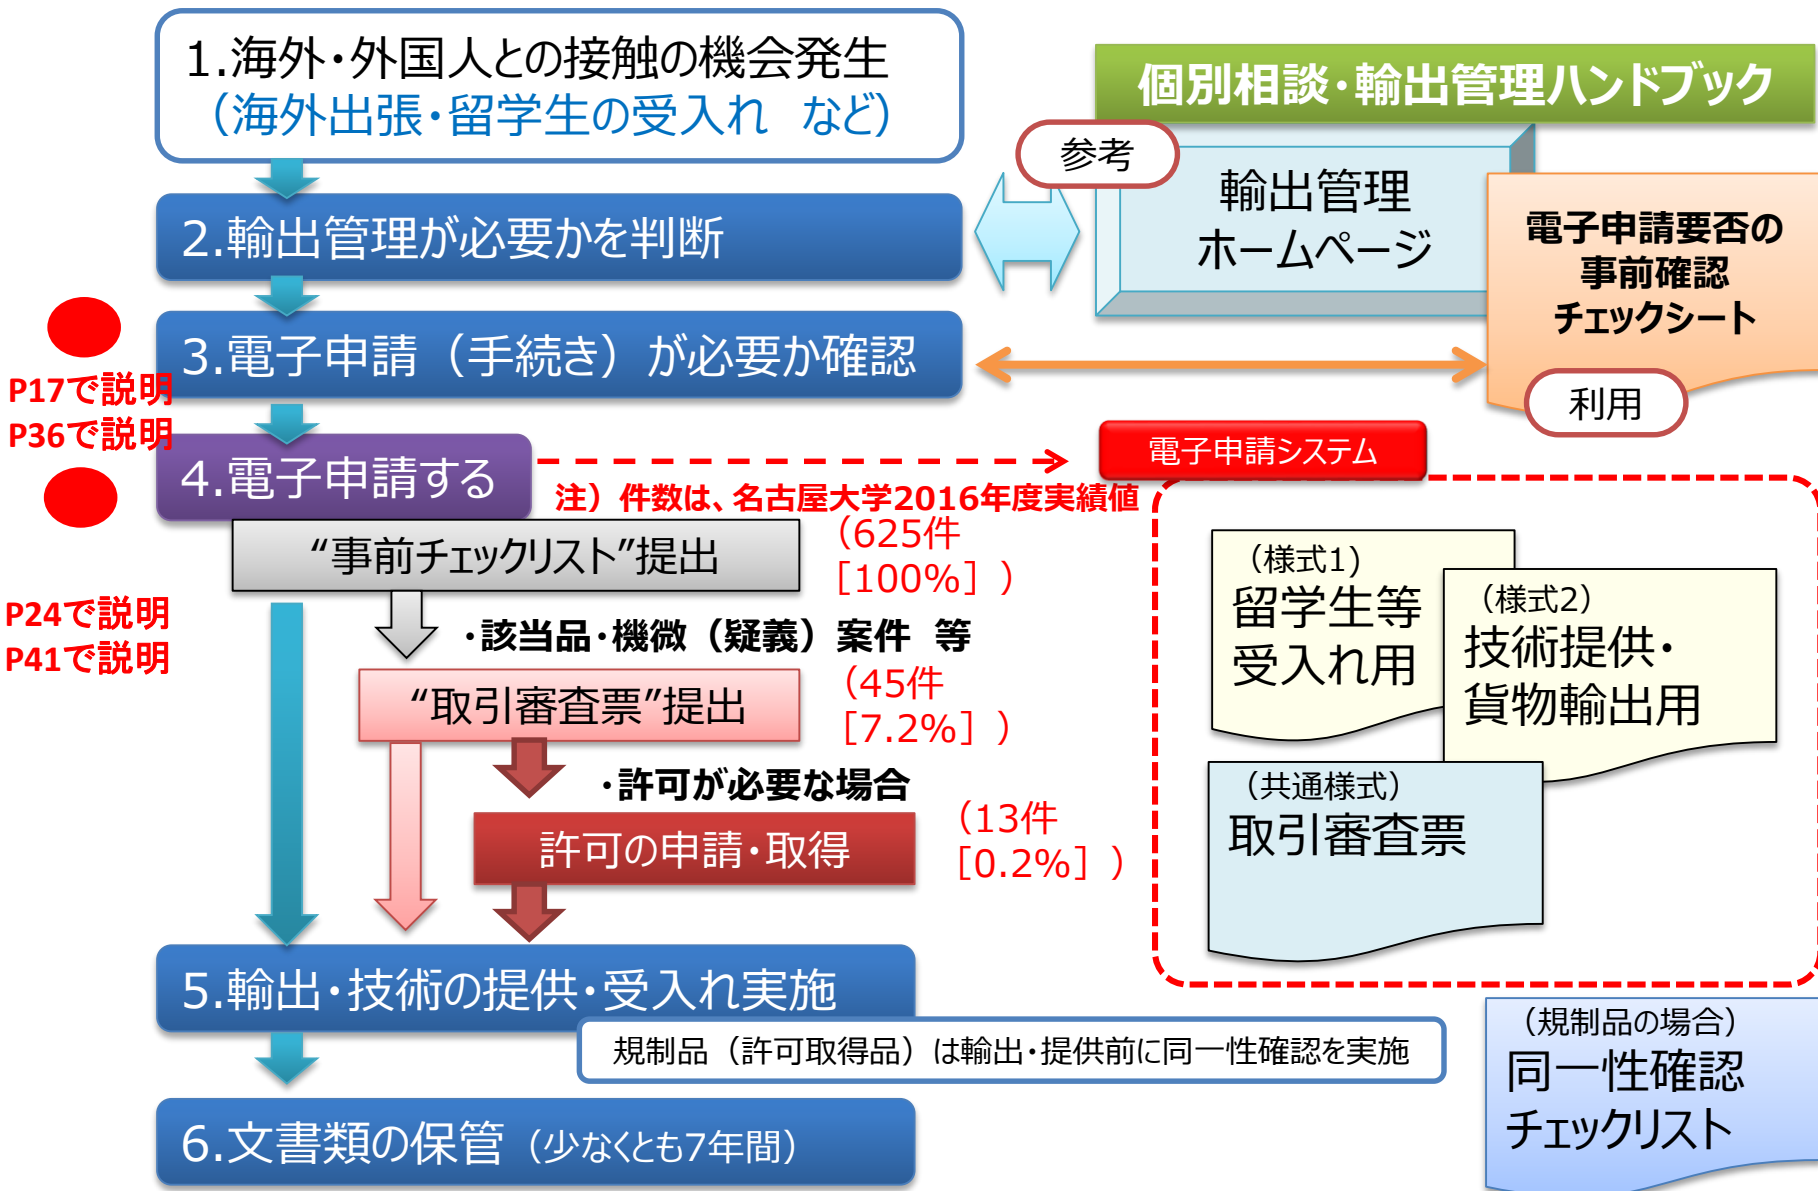 1.海外・外国人との接触の機会発生
（海外出張・留学生の受入れ　など）
2.輸出管理が必要かを判断
3.電子申請（手続き）が必要か確認
P17で説明
P36で説明
4.電子申請する
注）件数は、名古屋大学2016年度実績値
“事前チェックリスト”提出
（625件
［100%］）
P24で説明
P41で説明
・該当品・機微（疑義）案件　等
“取引審査票”提出
（45件
［7.2%］）
・許可が必要な場合
許可の申請・取得
（13件
［0.2%］）
5.輸出・技術の提供・受入れ実施
規制品（許可取得品）は輸出・提供前に同一性確認を実施
6.文書類の保管（少なくとも7年間）
個別相談・輸出管理ハンドブック
参考
輸出管理
ホームページ
電子申請要否の
事前確認
チェックシート
利用
電子申請システム
（様式1)
留学生等
受入れ用
（様式2）
技術提供・
貨物輸出用
（共通様式）
取引審査票
（規制品の場合）
同一性確認
チェックリスト